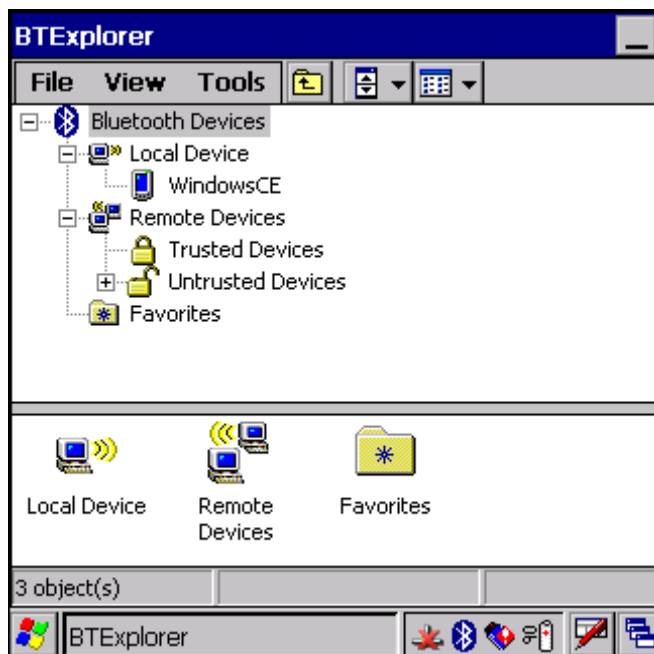 BTExplorer
File View Tools
Bluetooth Devices
Local Device
WindowsCE
Remote Devices
Trusted Devices
Untrusted Devices
Favorites
Local Device
Remote
Devices
Favorites
3 object(s)
BTExplorer